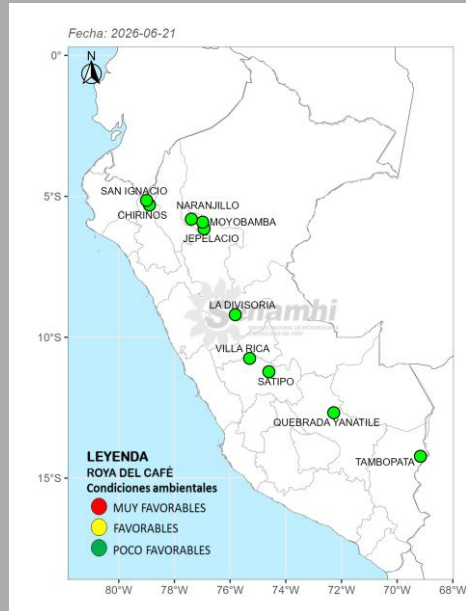 Fecha: 2026-06-21
N
0°
SAN IGNACIO
NARANJILLO
5°S
CHIRINOS
MOYOBAMBA
JEPELACIO
LA DIVISORIA
Senamhi
10°S
VILLA RICA
SATIPO
QUEBRADA YANATILE
TAMBOPATA
LEYENDA
ROYA DEL CAFÉ
Condiciones ambientales
15°S
MUY FAVORABLES
FAVORABLES
POCO FAVORABLES
80°W 78°W 76°W 74°W 72°W 70°W 68°W